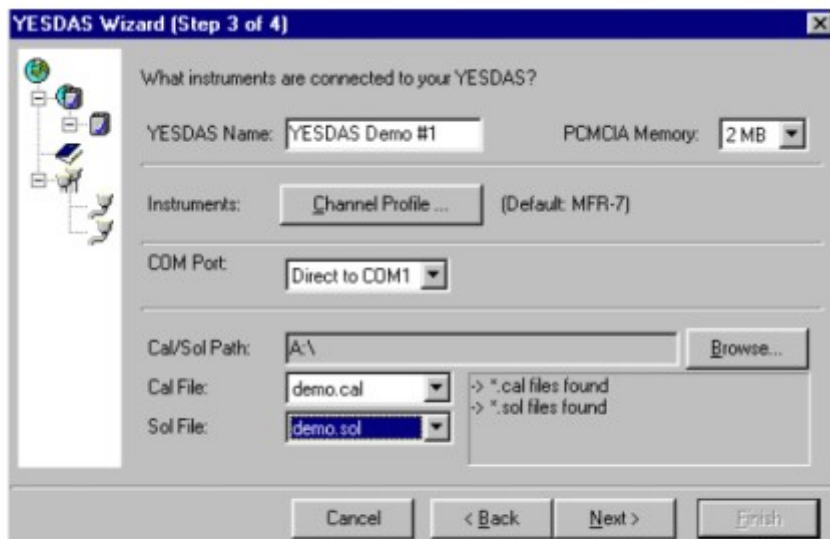 YESDAS Wizard (Step 3 of 4)
What instruments are connected to your YESDAS?
YESDAS Name: YESDAS Demo #1 PCMCIA Memory: 2 MB
Instruments: Channel Profile ... (Default: MFR-7)
COM Port: Direct to COM1
Cal/Sol Path: A:\ Browse...
Cal File: demo.cal
-> *.cal files found
-> *.sol files found
Sol File: demo.sol
Cancel < Back Next > Finish